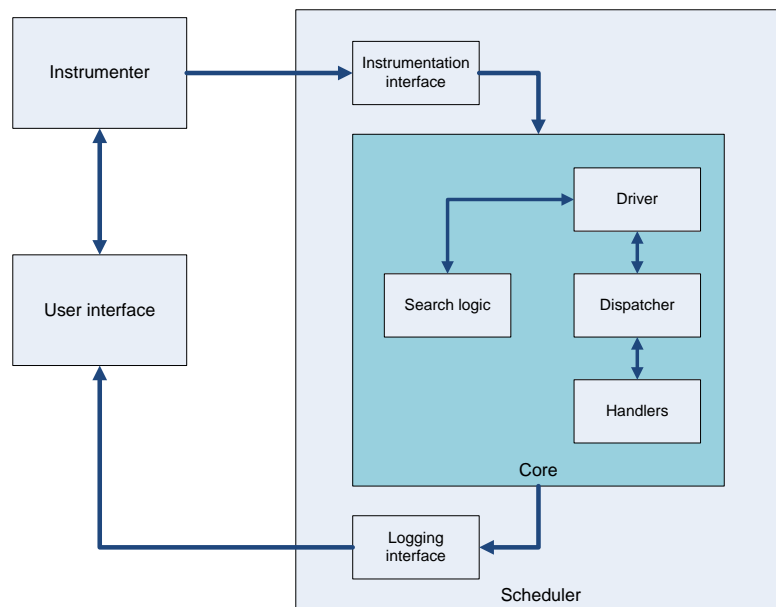 Instrumenter
Instrumentation
interface
Driver
User interface
Search logic
Dispatcher
Handlers
Core
Logging
interface
Scheduler